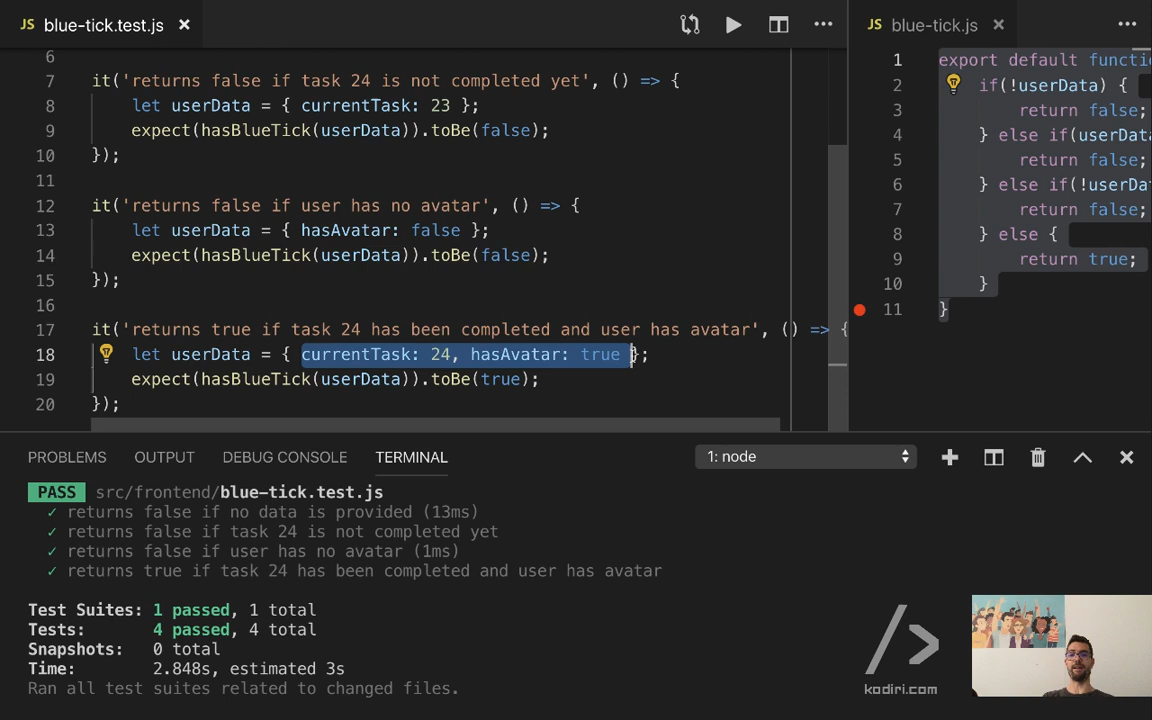 JS blue-tick.test.js ×
JS blue-tick.js ×
6
7 it('returns false if task 24 is not completed yet', () => {
8 let userData = { currentTask: 23 };
9 expect(hasBlueTick(userData)).toBe(false);
10 });
11
12 it('returns false if user has no avatar', () => {
13 let userData = { hasAvatar: false };
14 expect(hasBlueTick(userData)).toBe(false);
15 });
16
17 it('returns true if task 24 has been completed and user has avatar', () => {
18 let userData = { currentTask: 24, hasAvatar: true };
19 expect(hasBlueTick(userData)).toBe(true);
20 });
1 export default functi
2 if(!userData) {
3 return false;
4 } else if(userDat
5 return false;
6 } else if(!userDa
7 return false;
8 } else {
9 return true;
10 }
11 }
PROBLEMS OUTPUT DEBUG CONSOLE TERMINAL 1: node
PASS src/frontend/blue-tick.test.js
✓ returns false if no data is provided (13ms)
✓ returns false if task 24 is not completed yet
✓ returns false if user has no avatar (1ms)
✓ returns true if task 24 has been completed and user has avatar
Test Suites: 1 passed, 1 total
Tests: 4 passed, 4 total
Snapshots: 0 total
Time: 2.848s, estimated 3s
Ran all test suites related to changed files.
</>
kodiri.com